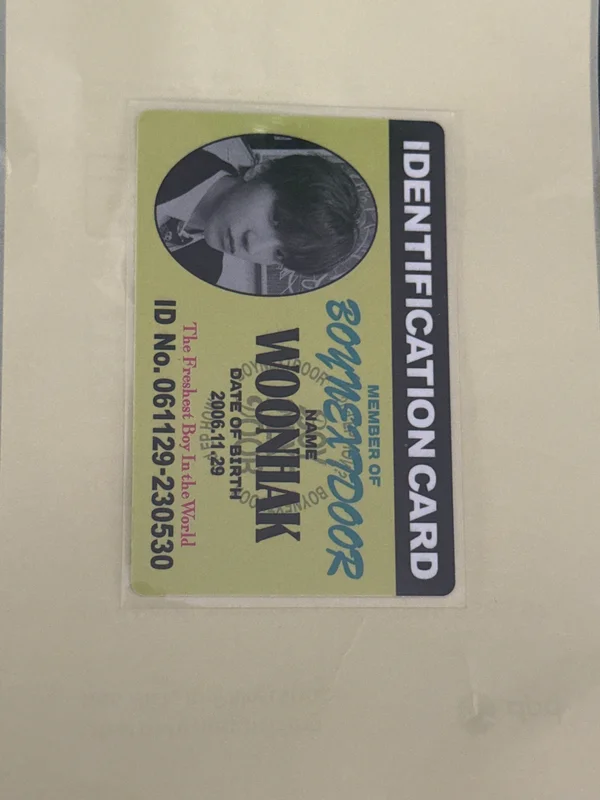 IDENTIFICATION CARD
MEMBER OF
BOYNEXTDOOR
NAME
WOONHAK
DATE OF BIRTH
2006.11.29
The Freshest Boy In the World
ID No. 061129-230530